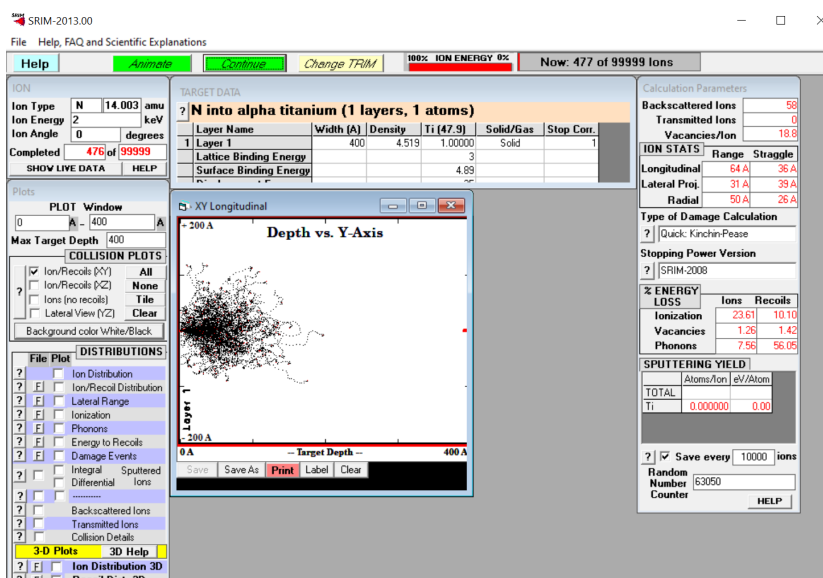 SRIM-2013.00
File Help, FAQ and Scientific Explanations
Help Animate Continue Change TRIM 100% ION ENERGY 0% Now: 477 of 99999 Ions
ION
Ion Type N 14.003 amu
Ion Energy 2 keV
Ion Angle 0 degrees
Completed 476 of 99999
SHOW LIVE DATA HELP
Plots
PLOT Window
0 A - 400 A
Max Target Depth 400
COLLISION PLOTS
Ion/Recoils (XY) All
? Ion/Recoils (XZ) None
Ions (no recoils) Tile
Lateral View (YZ) Clear
Background color White/Black
File Plot DISTRIBUTIONS
? Ion Distribution
? F Ion/Recoil Distribution
? F Lateral Range
? F Ionization
? F Phonons
? F Energy to Recoils
? F Damage Events
? Integral Sputtered
Differential Ions
? -----------
? Backscattered Ions
? Transmitted Ions
? Collision Details
3-D Plots 3D Help
? F Ion Distribution 3D
TARGET DATA
? N into alpha titanium (1 layers, 1 atoms)
Layer Name Width (A) Density Ti (47.9) Solid/Gas Stop Corr.
1 Layer 1 400 4.519 1.00000 Solid 1
Lattice Binding Energy 3
Surface Binding Energy 4.89
XY Longitudinal
+ 200 A
Depth vs. Y-Axis
Layer 1
- 200 A
0 A -- Target Depth -- 400 A
Save Save As Print Label Clear
Calculation Parameters
Backscattered Ions 58
Transmitted Ions 0
Vacancies/Ion 18.8
ION STATS Range Straggle
Longitudinal 64 A 36 A
Lateral Proj. 31 A 39 A
Radial 50 A 26 A
Type of Damage Calculation
? Quick: Kinchin-Pease
Stopping Power Version
? SRIM-2008
% ENERGY LOSS Ions Recoils
Ionization 23.61 10.10
Vacancies 1.26 1.42
Phonons 7.56 56.05
SPUTTERING YIELD
Atoms/Ion eV/Atom
TOTAL
Ti 0.000000 0.00
? Save every 10000 ions
Random
Number 63050
Counter
HELP